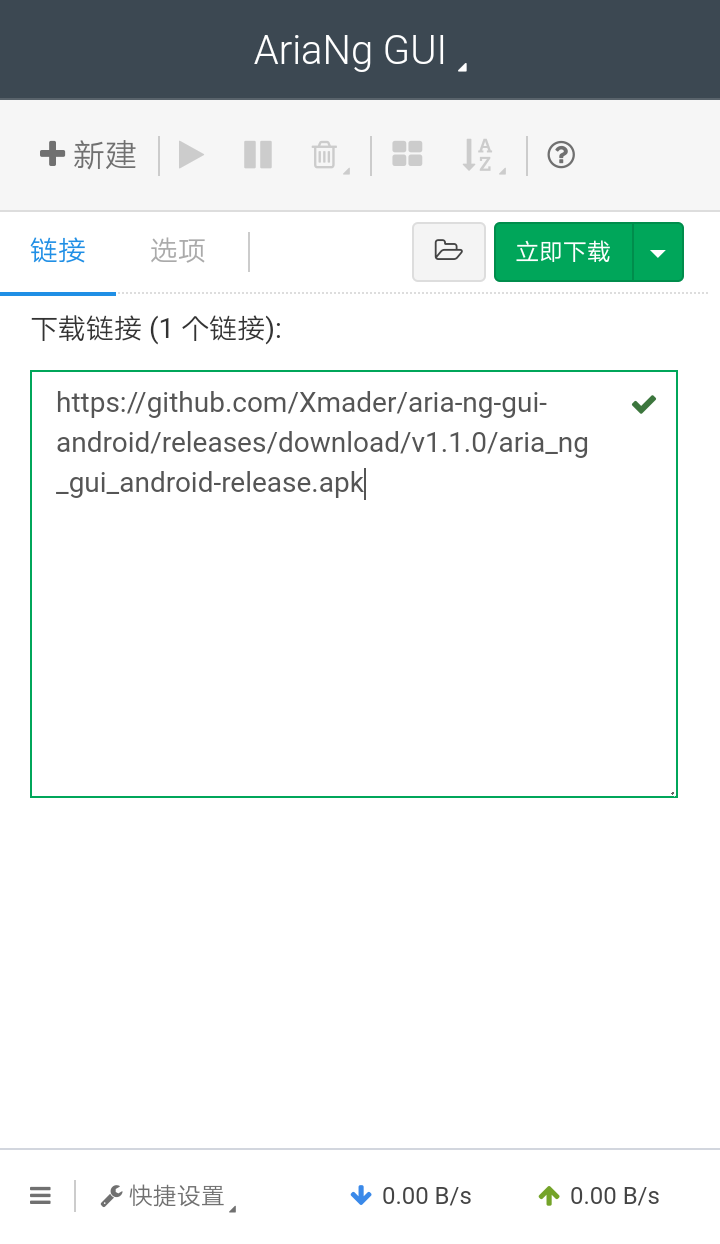 AriaNg GUI
新建
链接 选项 立即下载
下载链接 (1 个链接):
https://github.com/Xmader/aria-ng-gui-
android/releases/download/v1.1.0/aria_ng
_gui_android-release.apk
快捷设置 0.00 B/s 0.00 B/s